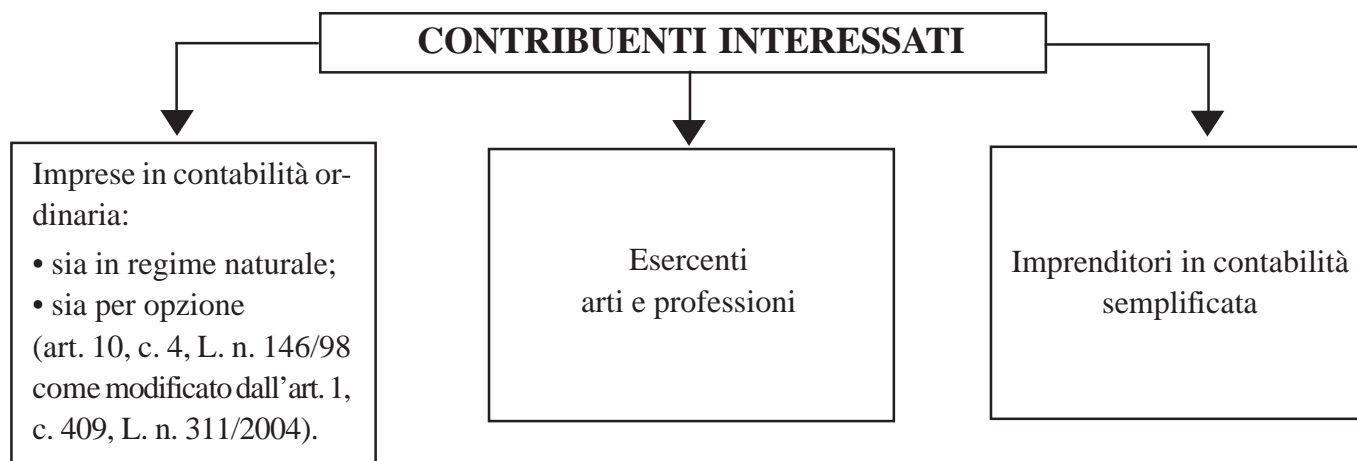 CONTRIBUENTI INTERESSATI
Imprese in contabilità or-
dinaria:
• sia in regime naturale;
• sia per opzione
(art. 10, c. 4, L. n. 146/98
come modificato dall’art. 1,
c. 409, L. n. 311/2004).
Esercenti
arti e professioni
Imprenditori in contabilità
semplificata